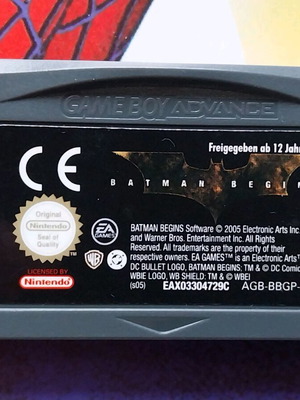 GAME BOY ADVANCE
Freigegeben ab 12 Jahr
CE
BATMAN BEGIN
Original
Nintendo
Seal of
Quality
EA
GAMES
BATMAN BEGINS Software © 2005 Electronic Arts Inc.
and Warner Bros. Entertainment Inc. All Rights
Reserved. All trademarks are the property of their
respective owners. EA GAMES™ is an Electronic Arts
DC BULLET LOGO, BATMAN BEGINS: TM & © DC Comic
WBIE LOGO, WB SHIELD: TM & © WBEI
(s05)
LICENSED BY
Nintendo
WB
DC
EAX03304729C
AGB-BBGP-